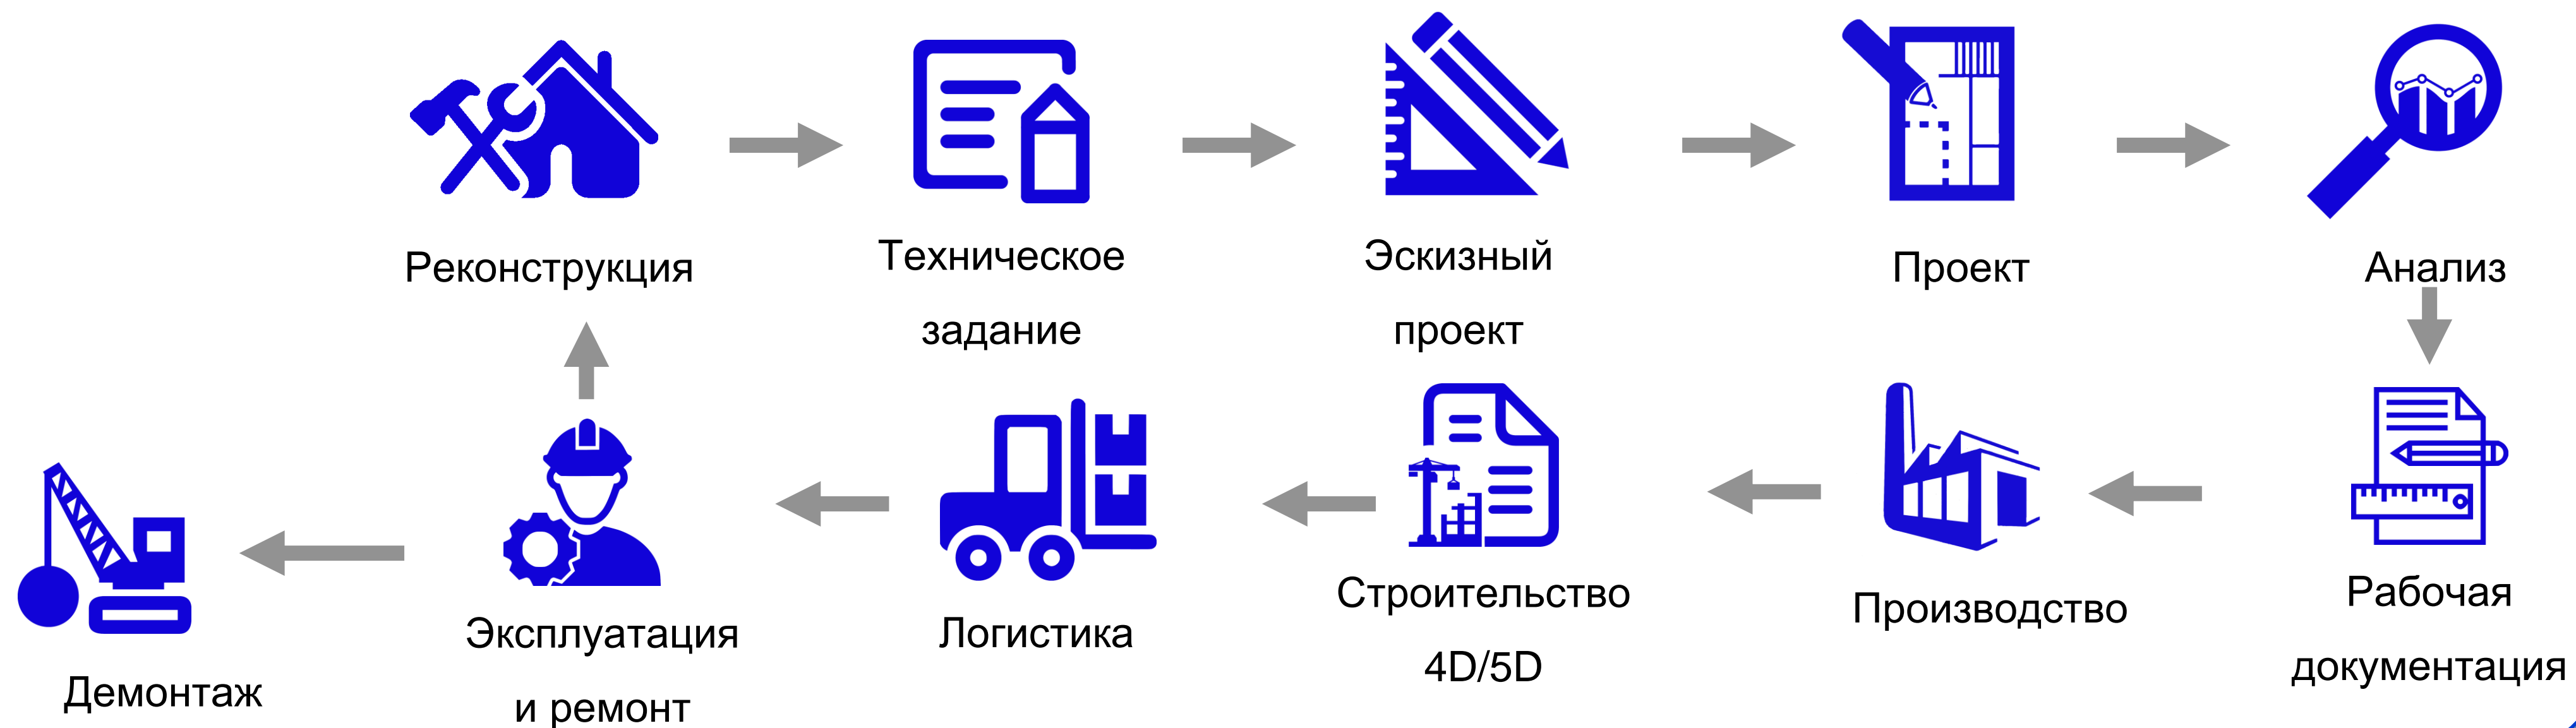 Реконструкция
Техническое
задание
Эскизный
проект
Проект
Анализ
Демонтаж
Эксплуатация
и ремонт
Логистика
Строительство
4D/5D
Производство
Рабочая
документация